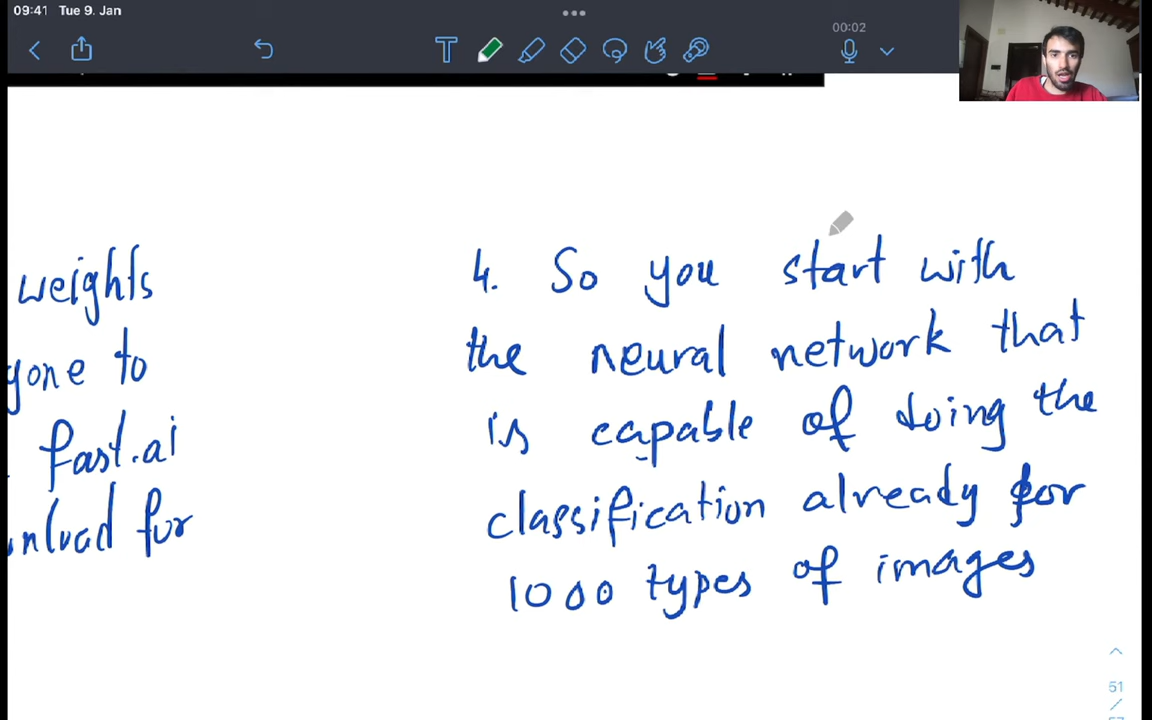 09:41 Tue 9. Jan
00:02
weights
yone to
fast.ai
nload for
4. So you start with
the neural network that
is capable of doing the
classification already for
1000 types of images
51